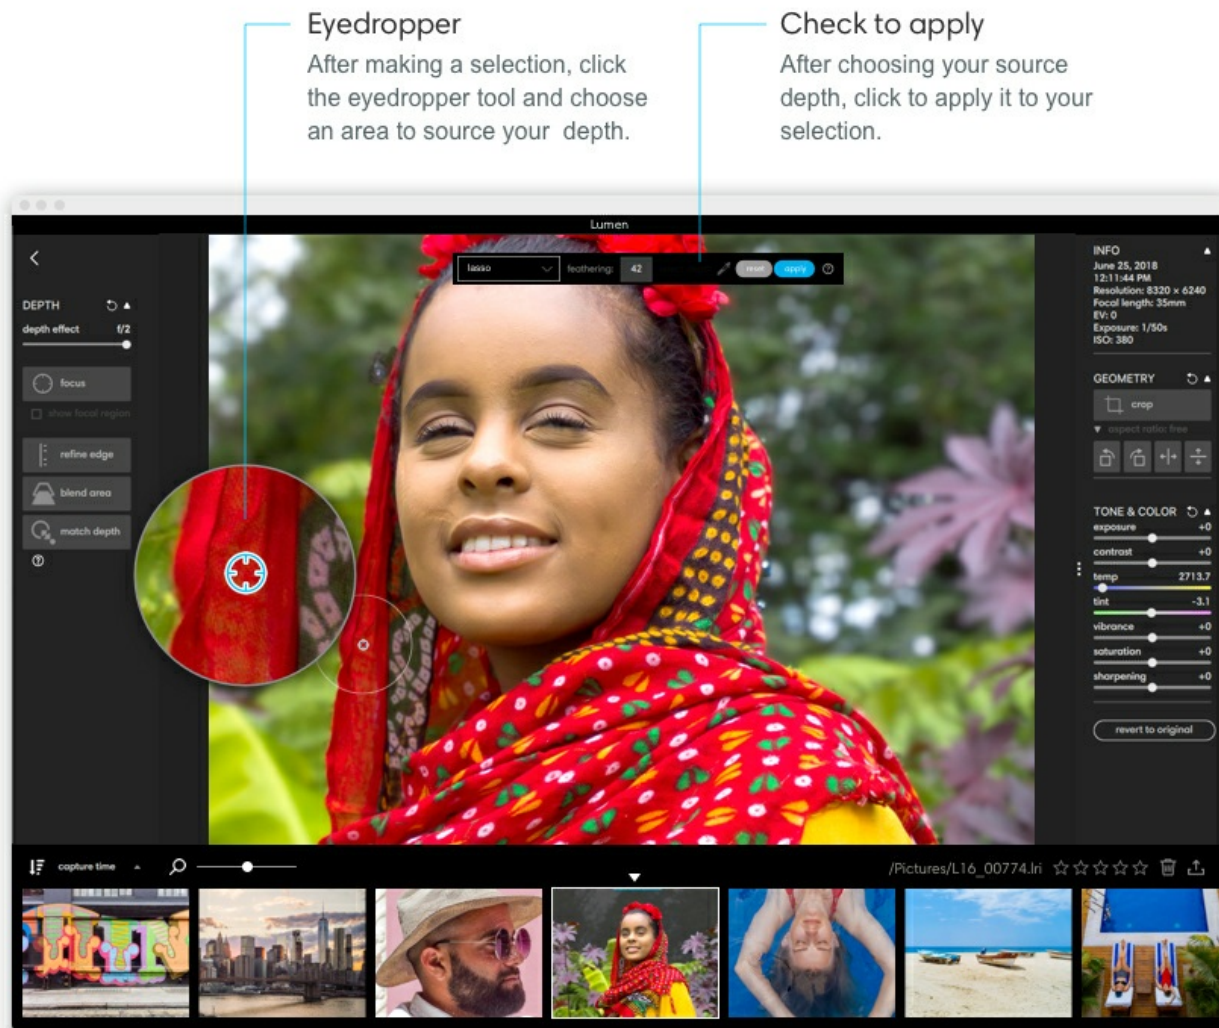 Eyedropper
After making a selection, click
the eyedropper tool and choose
an area to source your depth.
Check to apply
After choosing your source
depth, click to apply it to your
selection.
Lumen
lasso
feathering: 42
reset
apply
DEPTH
depth effect f/2
focus
show focal region
refine edge
blend area
match depth
INFO
June 25, 2018
12:11:44 PM
Resolution: 8320 × 6240
Focal length: 35mm
EV: 0
Exposure: 1/50s
ISO: 380
GEOMETRY
crop
aspect ratio: free
TONE & COLOR
exposure +0
contrast +0
temp 2713.7
tint -3.1
vibrance +0
saturation +0
sharpening +0
revert to original
capture time
/Pictures/L16_00774.lri